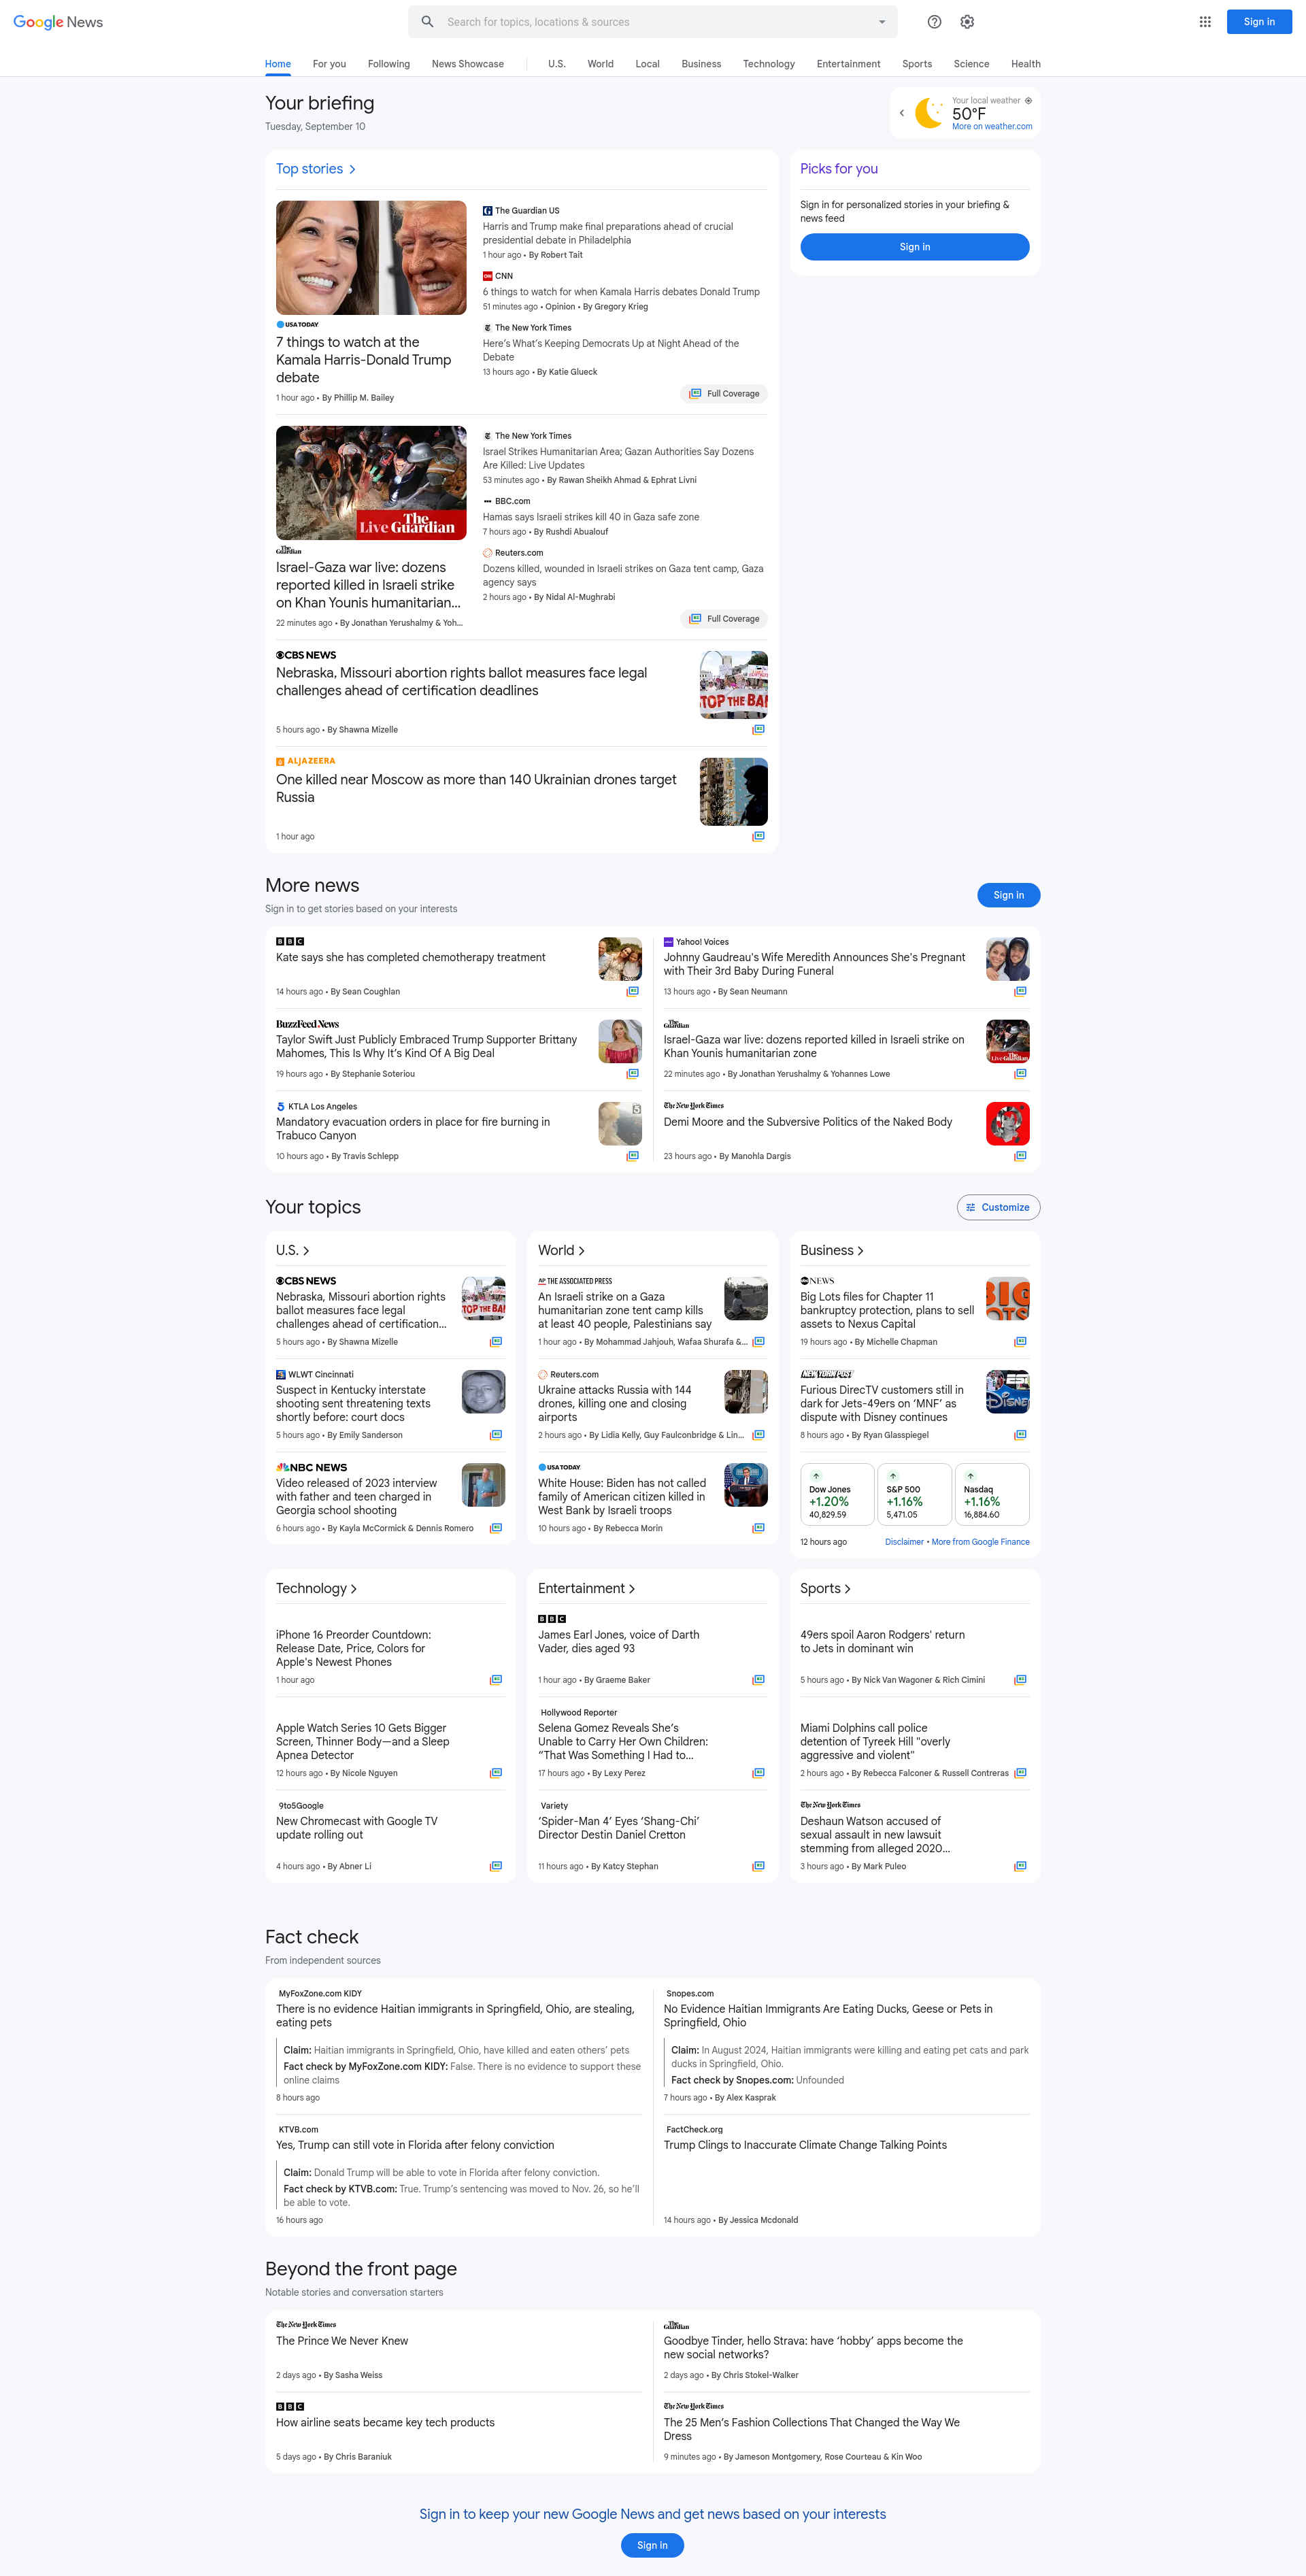 Google News
Search for topics, locations & sources
Sign in
Home For you Following News Showcase U.S. World Local Business Technology Entertainment Sports Science Health
Your briefing
Tuesday, September 10
Your local weather
50°F
More on weather.com
Top stories
USA TODAY
7 things to watch at the
Kamala Harris-Donald Trump
debate
1 hour ago • By Phillip M. Bailey
The Guardian US
Harris and Trump make final preparations ahead of crucial
presidential debate in Philadelphia
1 hour ago • By Robert Tait
CNN
6 things to watch for when Kamala Harris debates Donald Trump
51 minutes ago • Opinion • By Gregory Krieg
The New York Times
Here’s What’s Keeping Democrats Up at Night Ahead of the
Debate
13 hours ago • By Katie Glueck
Full Coverage
Picks for you
Sign in for personalized stories in your briefing &
news feed
Sign in
Live The Guardian
The Guardian
Israel-Gaza war live: dozens
reported killed in Israeli strike
on Khan Younis humanitarian...
22 minutes ago • By Jonathan Yerushalmy & Yoh...
The New York Times
Israel Strikes Humanitarian Area; Gazan Authorities Say Dozens
Are Killed: Live Updates
53 minutes ago • By Rawan Sheikh Ahmad & Ephrat Livni
BBC.com
Hamas says Israeli strikes kill 40 in Gaza safe zone
7 hours ago • By Rushdi Abualouf
Reuters.com
Dozens killed, wounded in Israeli strikes on Gaza tent camp, Gaza
agency says
2 hours ago • By Nidal Al-Mughrabi
Full Coverage
CBS NEWS
Nebraska, Missouri abortion rights ballot measures face legal
challenges ahead of certification deadlines
5 hours ago • By Shawna Mizelle
STOP THE BAN
ALJAZEERA
One killed near Moscow as more than 140 Ukrainian drones target
Russia
1 hour ago
More news
Sign in to get stories based on your interests
Sign in
BBC
Kate says she has completed chemotherapy treatment
14 hours ago • By Sean Coughlan
BuzzFeed News
Taylor Swift Just Publicly Embraced Trump Supporter Brittany
Mahomes, This Is Why It’s Kind Of A Big Deal
19 hours ago • By Stephanie Soteriou
KTLA Los Angeles
Mandatory evacuation orders in place for fire burning in
Trabuco Canyon
10 hours ago • By Travis Schlepp
Yahoo! Voices
Johnny Gaudreau's Wife Meredith Announces She's Pregnant
with Their 3rd Baby During Funeral
13 hours ago • By Sean Neumann
The Guardian
Israel-Gaza war live: dozens reported killed in Israeli strike on
Khan Younis humanitarian zone
22 minutes ago • By Jonathan Yerushalmy & Yohannes Lowe
Live The Guardian
The New York Times
Demi Moore and the Subversive Politics of the Naked Body
23 hours ago • By Manohla Dargis
Your topics
Customize
U.S.
CBS NEWS
Nebraska, Missouri abortion rights
ballot measures face legal
challenges ahead of certification...
5 hours ago • By Shawna Mizelle
STOP THE BAN
WLWT Cincinnati
Suspect in Kentucky interstate
shooting sent threatening texts
shortly before: court docs
5 hours ago • By Emily Sanderson
NBC NEWS
Video released of 2023 interview
with father and teen charged in
Georgia school shooting
6 hours ago • By Kayla McCormick & Dennis Romero
World
AP THE ASSOCIATED PRESS
An Israeli strike on a Gaza
humanitarian zone tent camp kills
at least 40 people, Palestinians say
1 hour ago • By Mohammad Jahjouh, Wafaa Shurafa &...
Reuters.com
Ukraine attacks Russia with 144
drones, killing one and closing
airports
2 hours ago • By Lidia Kelly, Guy Faulconbridge & Lin...
USA TODAY
White House: Biden has not called
family of American citizen killed in
West Bank by Israeli troops
10 hours ago • By Rebecca Morin
Business
abc NEWS
Big Lots files for Chapter 11
bankruptcy protection, plans to sell
assets to Nexus Capital
19 hours ago • By Michelle Chapman
BIG
OTS
NEW YORK POST
Furious DirecTV customers still in
dark for Jets-49ers on ‘MNF’ as
dispute with Disney continues
8 hours ago • By Ryan Glasspiegel
ES
Disney
Dow Jones
+1.20%
40,829.59
S&P 500
+1.16%
5,471.05
Nasdaq
+1.16%
16,884.60
12 hours ago
Disclaimer • More from Google Finance
Technology
iPhone 16 Preorder Countdown:
Release Date, Price, Colors for
Apple's Newest Phones
1 hour ago
Apple Watch Series 10 Gets Bigger
Screen, Thinner Body—and a Sleep
Apnea Detector
12 hours ago • By Nicole Nguyen
9to5Google
New Chromecast with Google TV
update rolling out
4 hours ago • By Abner Li
Entertainment
BBC
James Earl Jones, voice of Darth
Vader, dies aged 93
1 hour ago • By Graeme Baker
Hollywood Reporter
Selena Gomez Reveals She’s
Unable to Carry Her Own Children:
“That Was Something I Had to...
17 hours ago • By Lexy Perez
Variety
‘Spider-Man 4’ Eyes ‘Shang-Chi’
Director Destin Daniel Cretton
11 hours ago • By Katcy Stephan
Sports
49ers spoil Aaron Rodgers' return
to Jets in dominant win
5 hours ago • By Nick Van Wagoner & Rich Cimini
Miami Dolphins call police
detention of Tyreek Hill "overly
aggressive and violent"
2 hours ago • By Rebecca Falconer & Russell Contreras
The New York Times
Deshaun Watson accused of
sexual assault in new lawsuit
stemming from alleged 2020...
3 hours ago • By Mark Puleo
Fact check
From independent sources
MyFoxZone.com KIDY
There is no evidence Haitian immigrants in Springfield, Ohio, are stealing,
eating pets
Claim: Haitian immigrants in Springfield, Ohio, have killed and eaten others’ pets
Fact check by MyFoxZone.com KIDY: False. There is no evidence to support these
online claims
8 hours ago
Snopes.com
No Evidence Haitian Immigrants Are Eating Ducks, Geese or Pets in
Springfield, Ohio
Claim: In August 2024, Haitian immigrants were killing and eating pet cats and park
ducks in Springfield, Ohio.
Fact check by Snopes.com: Unfounded
7 hours ago • By Alex Kasprak
KTVB.com
Yes, Trump can still vote in Florida after felony conviction
Claim: Donald Trump will be able to vote in Florida after felony conviction.
Fact check by KTVB.com: True. Trump’s sentencing was moved to Nov. 26, so he’ll
be able to vote.
16 hours ago
FactCheck.org
Trump Clings to Inaccurate Climate Change Talking Points
14 hours ago • By Jessica Mcdonald
Beyond the front page
Notable stories and conversation starters
The New York Times
The Prince We Never Knew
2 days ago • By Sasha Weiss
The Guardian
Goodbye Tinder, hello Strava: have ‘hobby’ apps become the
new social networks?
2 days ago • By Chris Stokel-Walker
BBC
How airline seats became key tech products
5 days ago • By Chris Baraniuk
The New York Times
The 25 Men’s Fashion Collections That Changed the Way We
Dress
9 minutes ago • By Jameson Montgomery, Rose Courteau & Kin Woo
Sign in to keep your new Google News and get news based on your interests
Sign in